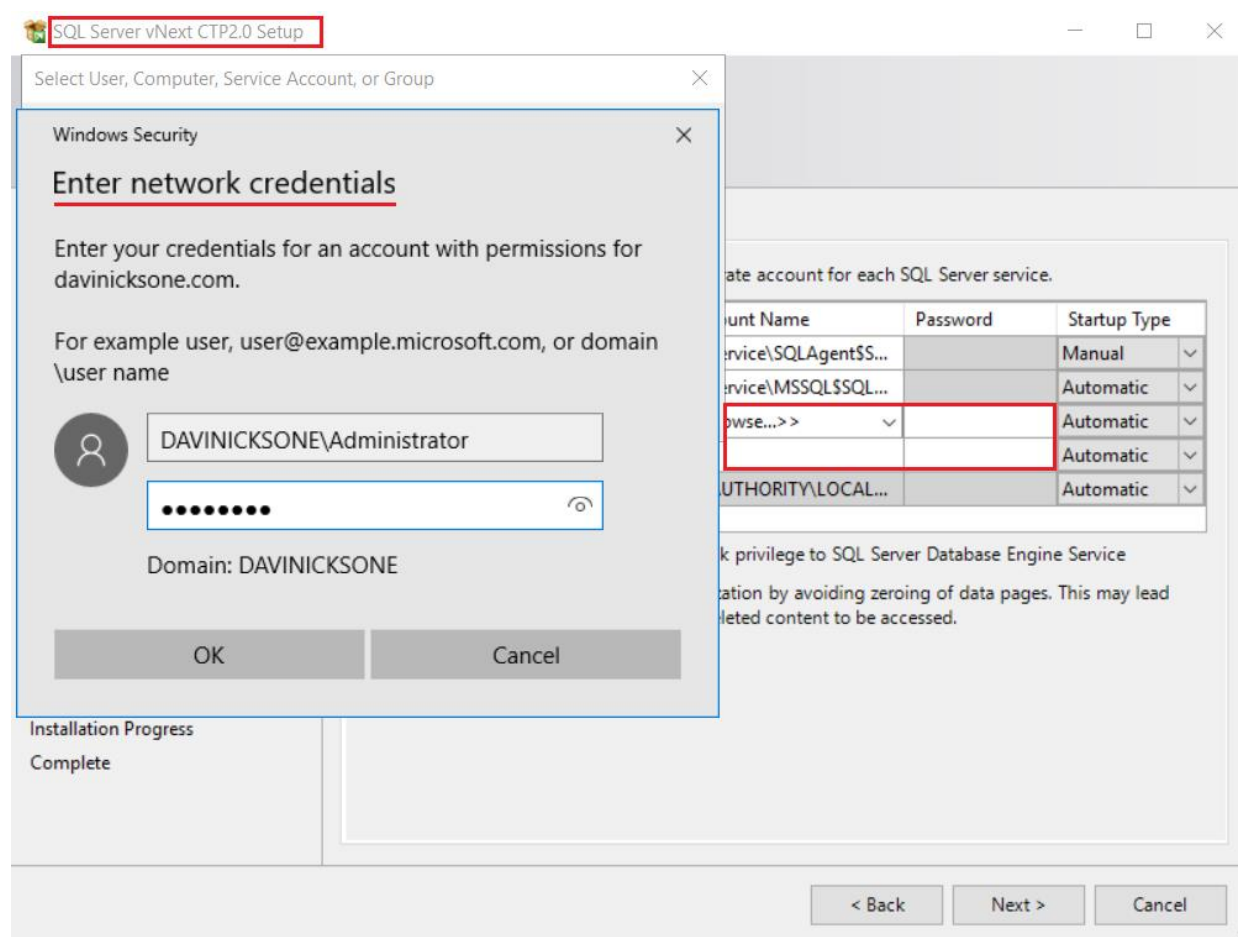 SQL Server vNext CTP2.0 Setup
Select User, Computer, Service Account, or Group
Windows Security
Enter network credentials
Enter your credentials for an account with permissions for
davinicksone.com.
For example user, user@example.microsoft.com, or domain
\user name
DAVINICKSONE\Administrator
Domain: DAVINICKSONE
OK Cancel
ate account for each SQL Server service.
unt Name Password Startup Type
ervice\SQLAgent$S... Manual
ervice\MSSQL$SQL... Automatic
owse...>> Automatic
Automatic
UTHORITY\LOCAL... Automatic
k privilege to SQL Server Database Engine Service
ation by avoiding zeroing of data pages. This may lead
leted content to be accessed.
Installation Progress
Complete
< Back Next > Cancel